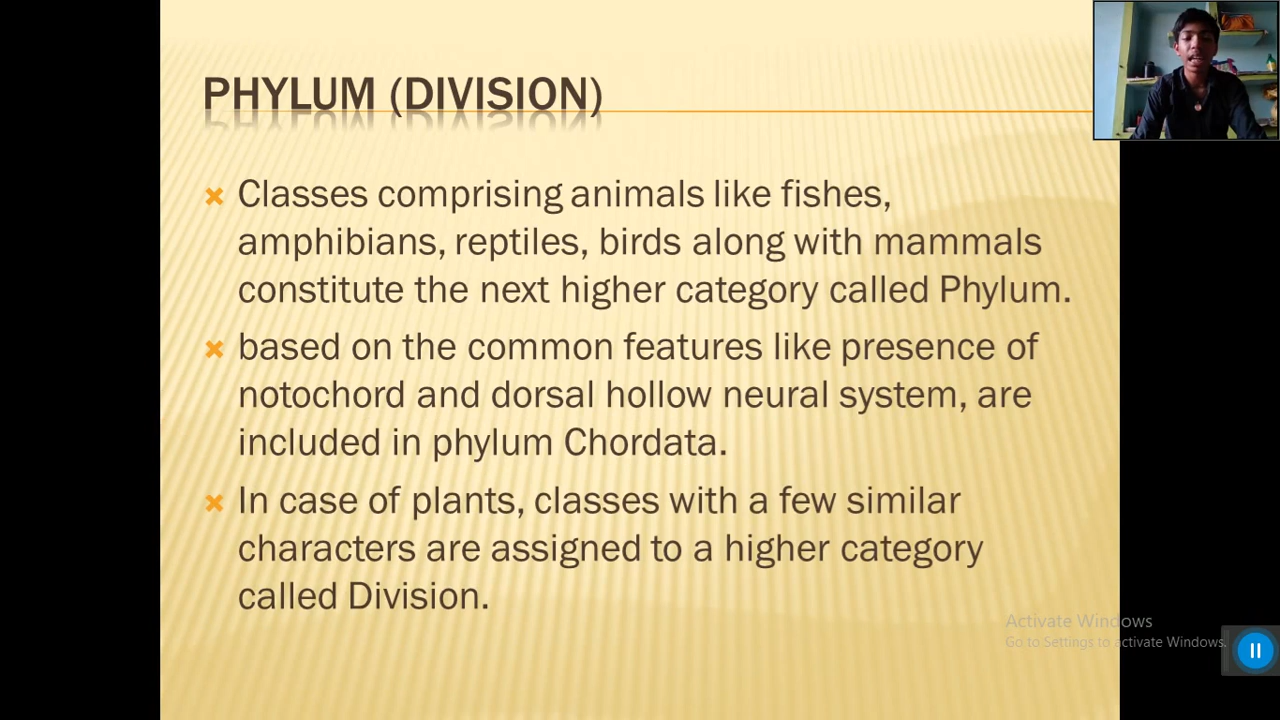 PHYLUM (DIVISION)
Classes comprising animals like fishes,
amphibians, reptiles, birds along with mammals
constitute the next higher category called Phylum.
based on the common features like presence of
notochord and dorsal hollow neural system, are
included in phylum Chordata.
In case of plants, classes with a few similar
characters are assigned to a higher category
called Division.
Activate Windows
Go to Settings to activate Windows.